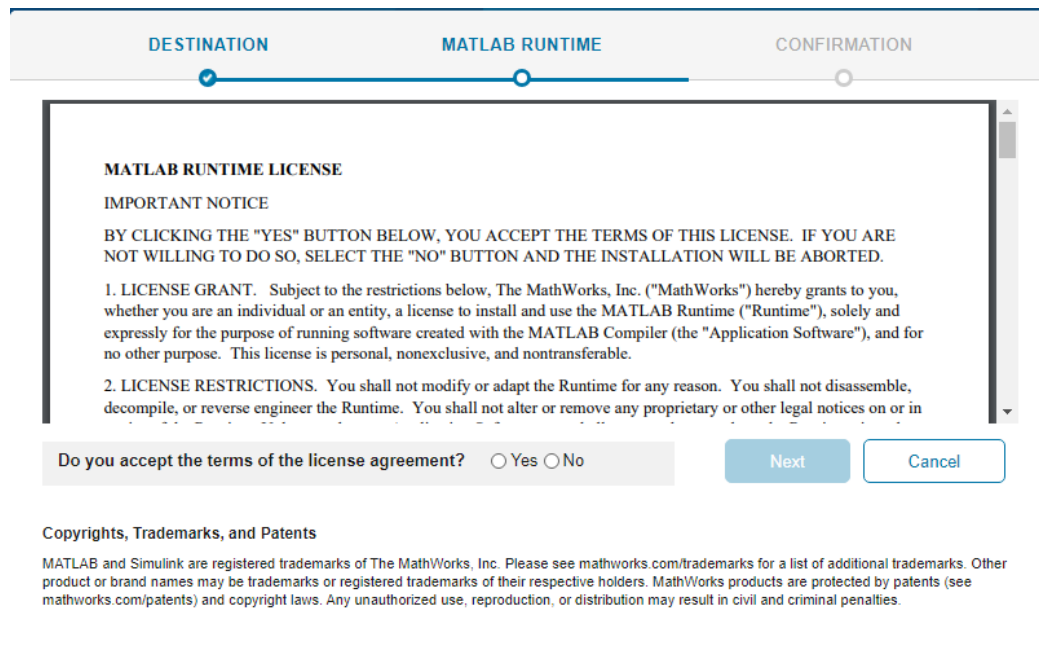 DESTINATION
MATLAB RUNTIME
CONFIRMATION
MATLAB RUNTIME LICENSE
IMPORTANT NOTICE
BY CLICKING THE "YES" BUTTON BELOW, YOU ACCEPT THE TERMS OF THIS LICENSE. IF YOU ARE
NOT WILLING TO DO SO, SELECT THE "NO" BUTTON AND THE INSTALLATION WILL BE ABORTED.
1. LICENSE GRANT. Subject to the restrictions below, The MathWorks, Inc. ("MathWorks") hereby grants to you,
whether you are an individual or an entity, a license to install and use the MATLAB Runtime ("Runtime"), solely and
expressly for the purpose of running software created with the MATLAB Compiler (the "Application Software"), and for
no other purpose. This license is personal, nonexclusive, and nontransferable.
2. LICENSE RESTRICTIONS. You shall not modify or adapt the Runtime for any reason. You shall not disassemble,
decompile, or reverse engineer the Runtime. You shall not alter or remove any proprietary or other legal notices on or in
Do you accept the terms of the license agreement? Yes No
Next
Cancel
Copyrights, Trademarks, and Patents
MATLAB and Simulink are registered trademarks of The MathWorks, Inc. Please see mathworks.com/trademarks for a list of additional trademarks. Other
product or brand names may be trademarks or registered trademarks of their respective holders. MathWorks products are protected by patents (see
mathworks.com/patents) and copyright laws. Any unauthorized use, reproduction, or distribution may result in civil and criminal penalties.